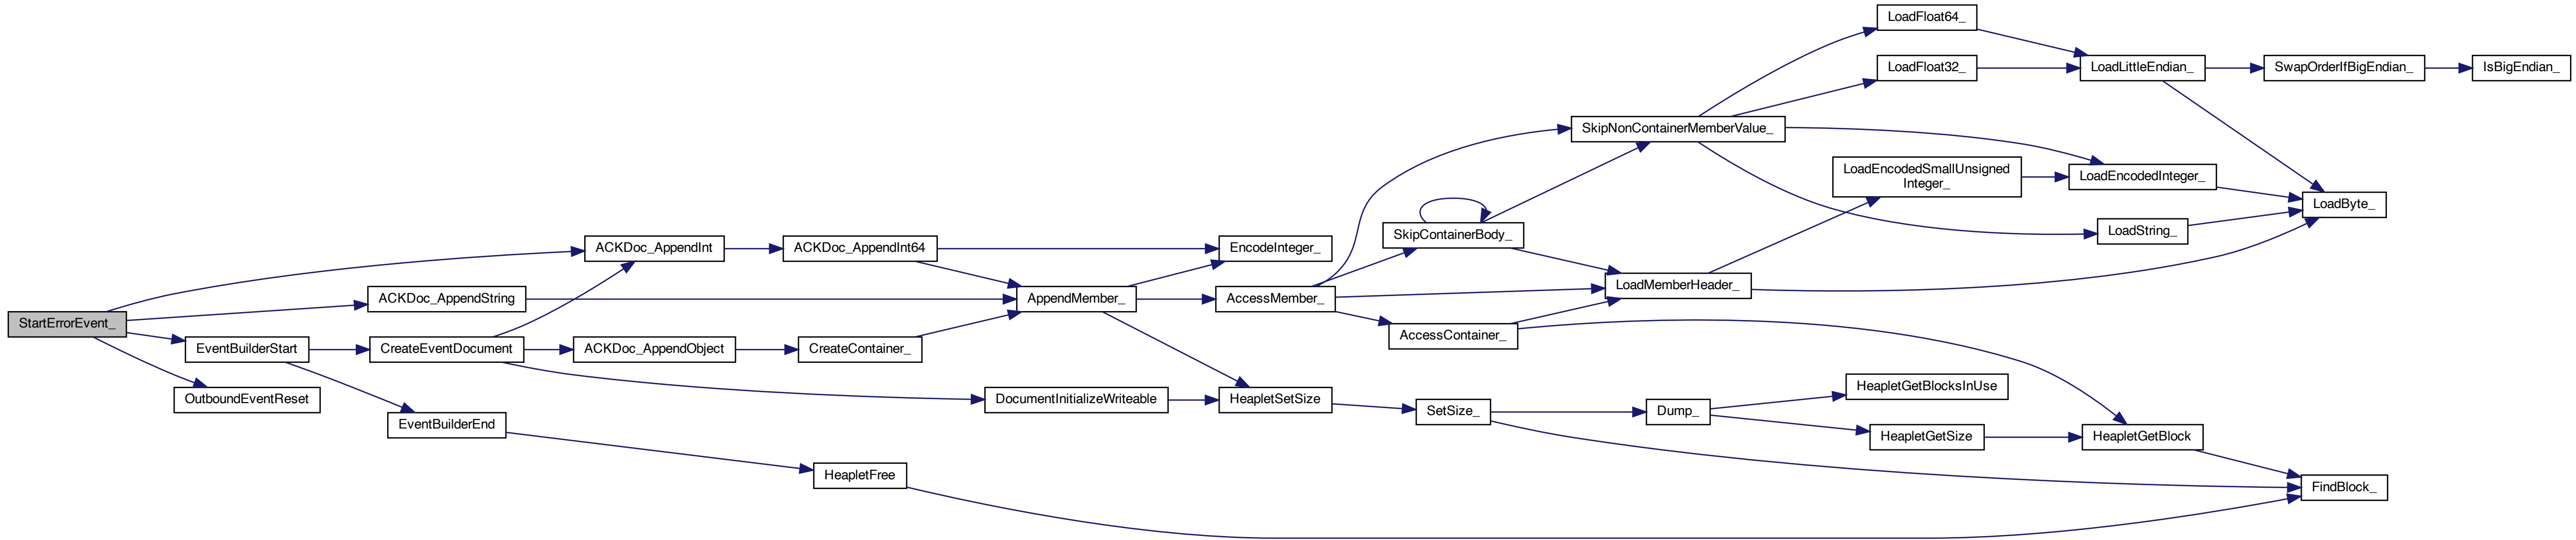 StartErrorEvent_
ACKDoc_AppendString
EventBuilderStart
OutboundEventReset
CreateEventDocument
EventBuilderEnd
ACKDoc_AppendInt
ACKDoc_AppendObject
ACKDoc_AppendInt64
CreateContainer_
HeapletFree
AppendMember_
DocumentInitializeWriteable
EncodeInteger_
AccessMember_
HeapletSetSize
SkipContainerBody_
AccessContainer_
SetSize_
SkipNonContainerMemberValue_
LoadMemberHeader_
Dump_
LoadFloat64_
LoadFloat32_
LoadEncodedSmallUnsigned
Integer_
HeapletGetBlocksInUse
HeapletGetSize
LoadLittleEndian_
LoadEncodedInteger_
LoadString_
HeapletGetBlock
SwapOrderIfBigEndian_
LoadByte_
FindBlock_
IsBigEndian_